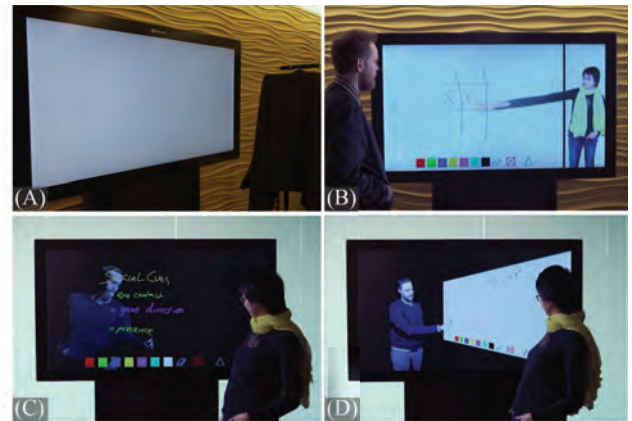 (A)
(B)
(C)
SOCIAL CUES
eye contact
gaze direction
presence
(D)